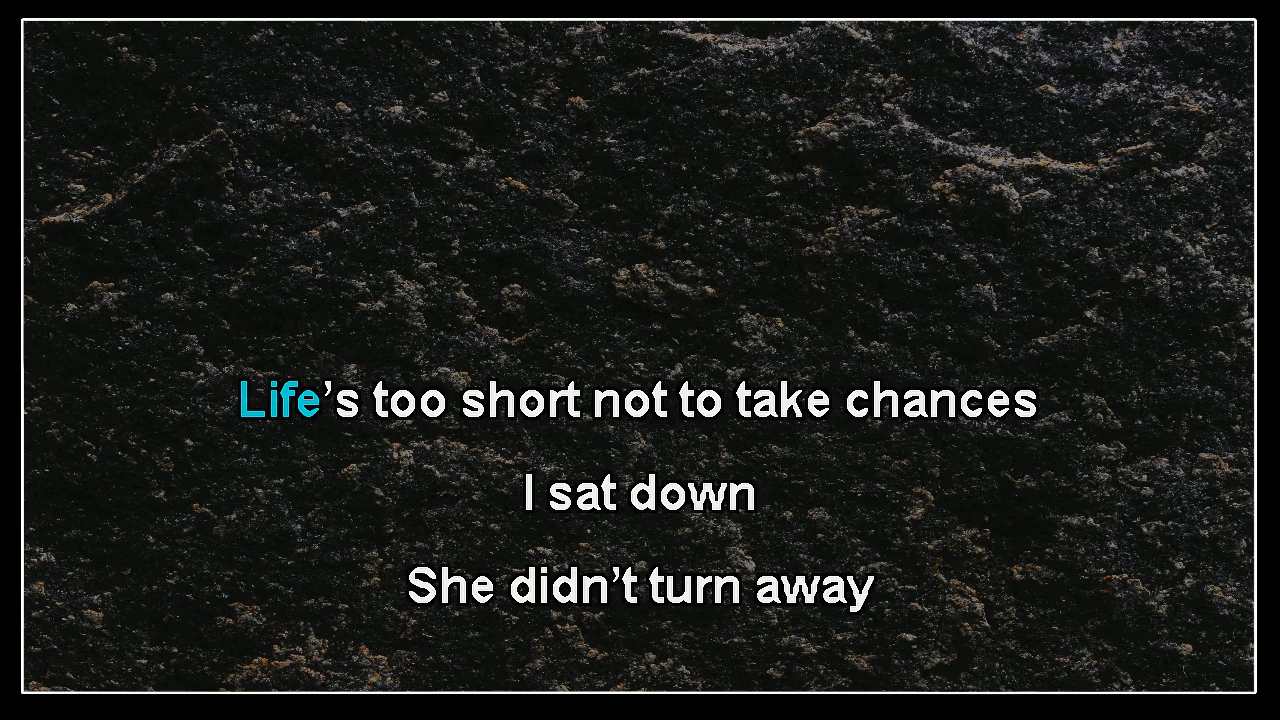 Life’s too short not to take chances
I sat down
She didn’t turn away